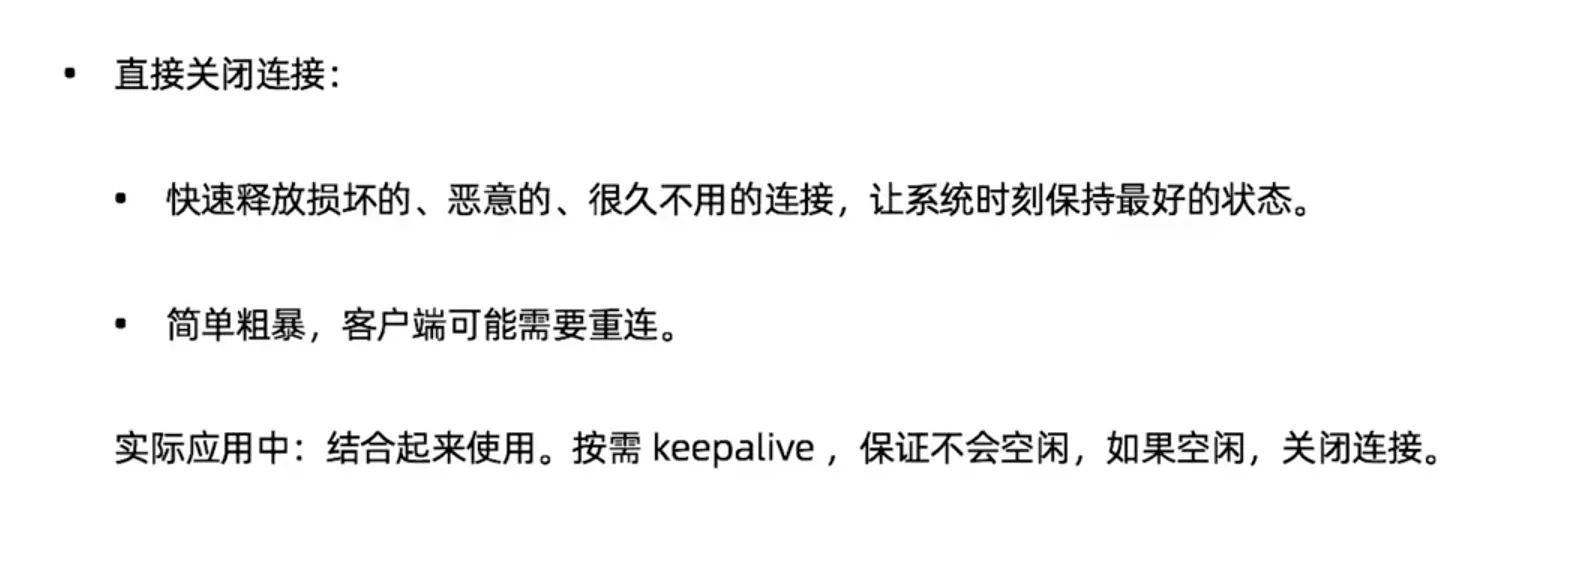 • 直接关闭连接：
• 快速释放损坏的、恶意的、很久不用的连接，让系统时刻保持最好的状态。
• 简单粗暴，客户端可能需要重连。
实际应用中：结合起来使用。按需 keepalive ，保证不会空闲，如果空闲，关闭连接。